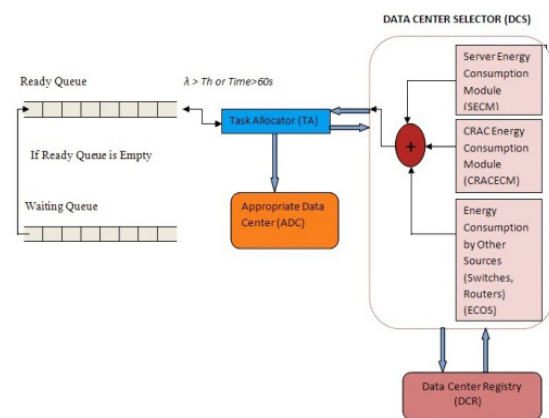 DATA CENTER SELECTOR (DCS)
Ready Queue
λ > Th or Time>60s
Task Allocator (TA)
If Ready Queue is Empty
Waiting Queue
Appropriate Data
Center (ADC)
Server Energy
Consumption
Module
(SECM)
+
CRAC Energy
Consumption
Module
(CRACECM)
Energy
Consumption
by Other
Sources
(Switches,
Routers)
(ECOS)
Data Center Registry
(DCR)